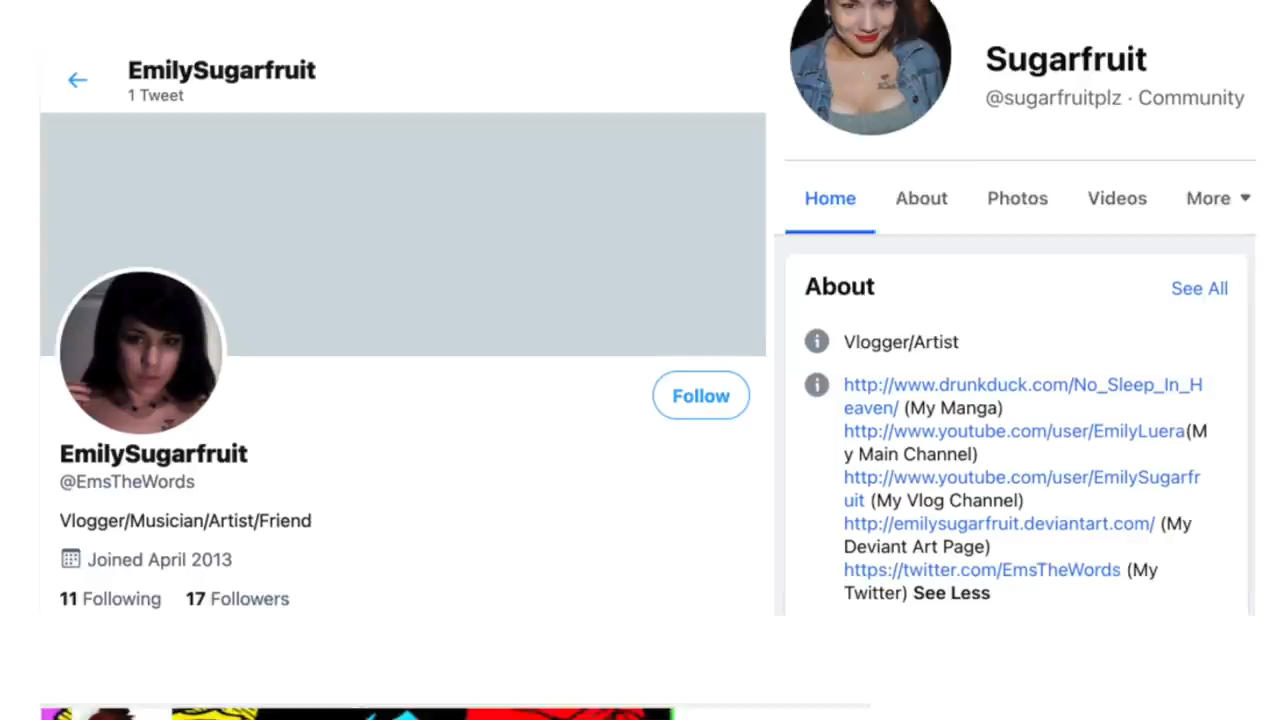 EmilySugarfruit
1 Tweet
EmilySugarfruit
@EmsTheWords
Vlogger/Musician/Artist/Friend
Joined April 2013
11 Following 17 Followers
Follow
Sugarfruit
@sugarfruitplz · Community
Home About Photos Videos More
About See All
Vlogger/Artist
http://www.drunkduck.com/No_Sleep_In_H
eaven/ (My Manga)
http://www.youtube.com/user/EmilyLuera(M
y Main Channel)
http://www.youtube.com/user/EmilySugarfr
uit (My Vlog Channel)
http://emilysugarfruit.deviantart.com/ (My
Deviant Art Page)
https://twitter.com/EmsTheWords (My
Twitter) See Less